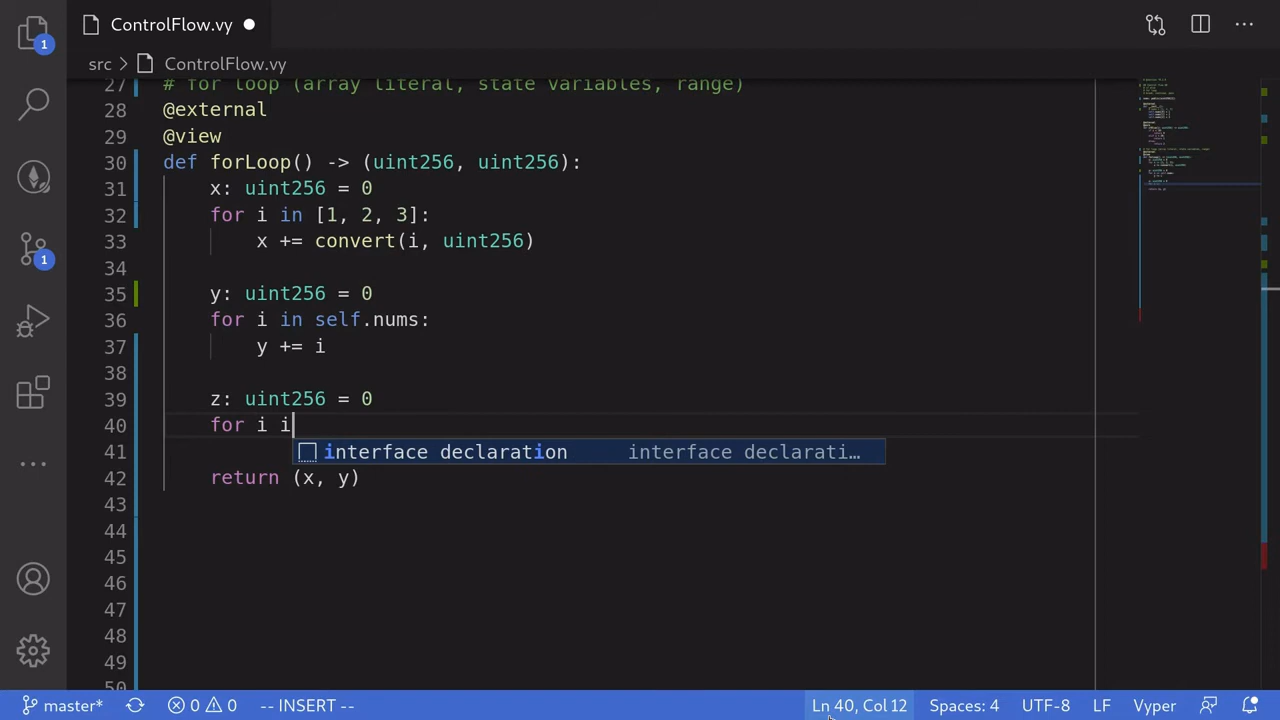 ControlFlow.vy
1
src > ControlFlow.vy
27 # for loop (array literal, state variables, range)
28 @external
29 @view
30 def forLoop() -> (uint256, uint256):
31 x: uint256 = 0
32 for i in [1, 2, 3]:
33 x += convert(i, uint256)
34
35 y: uint256 = 0
36 for i in self.nums:
37 y += i
38
39 z: uint256 = 0
40 for i i
41 interface declaration interface declarati…
42 return (x, y)
43
44
45
46
47
48
49
50
1
master* 0 0 -- INSERT -- Ln 40, Col 12 Spaces: 4 UTF-8 LF Vyper